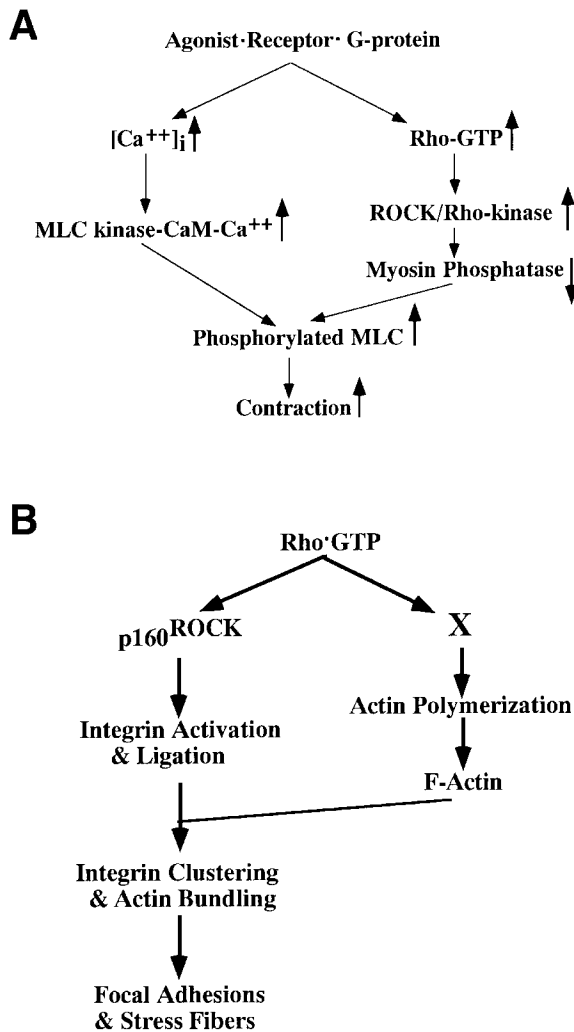 A
Agonist·Receptor· G-protein
[Ca++]i
Rho-GTP
MLC kinase-CaM-Ca++
ROCK/Rho-kinase
Myosin Phosphatase
Phosphorylated MLC
Contraction
B
Rho·GTP
p160ROCK
X
Integrin Activation
& Ligation
Actin Polymerization
F-Actin
Integrin Clustering
& Actin Bundling
Focal Adhesions
& Stress Fibers